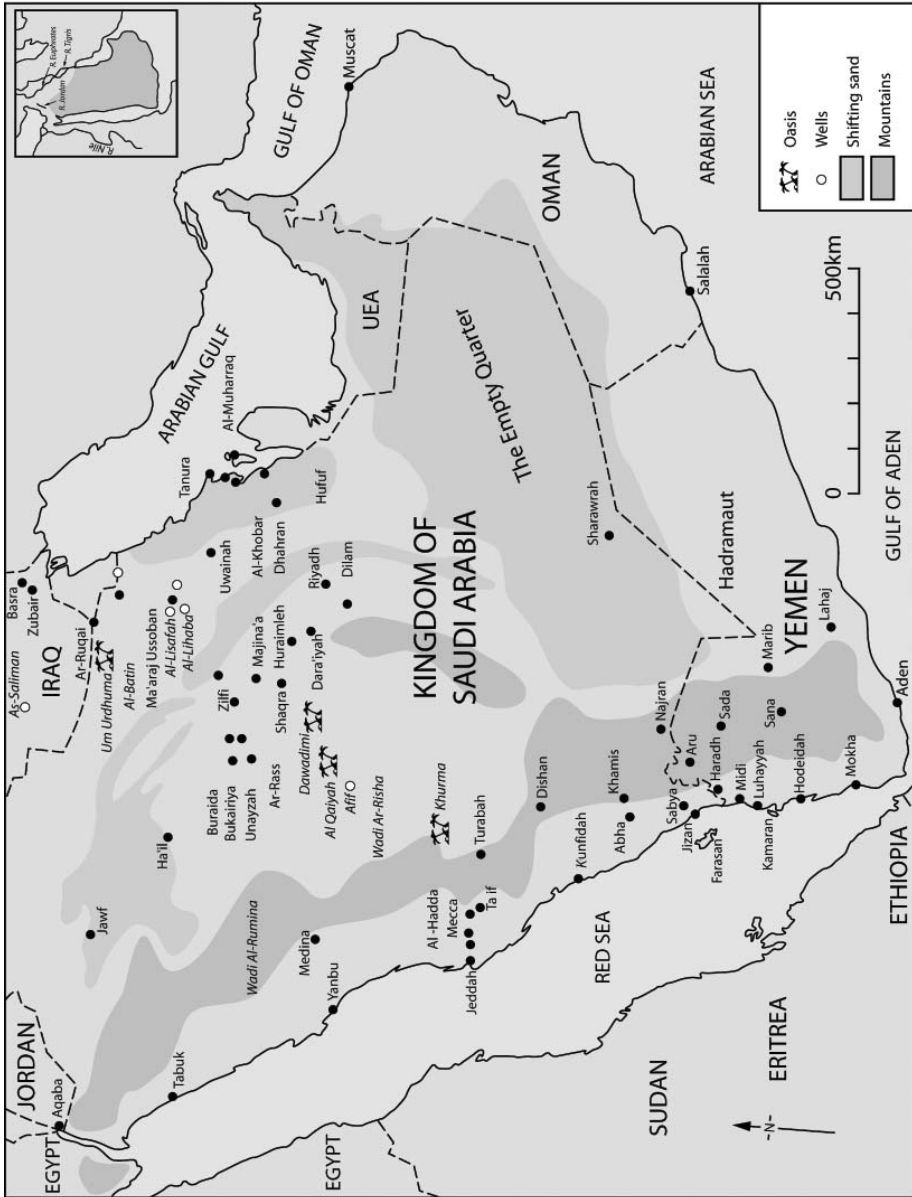 R. Euphrates
R. Tigris
R. Jordan
R. Nile
JORDAN
EGYPT
Aqaba
As-Saliman
IRAQ
Basra
Zubair
Ar-Ruqai
Um Urdhuma
Al-Batin
Ma'araj Ussoban
Al-Lisafah
Al-Lihaba
Jawf
Ha'il
Tabuk
Wadi Al-Rumina
Buraida
Bukairiya
Unayzah
Ar-Rass
Zilfi
Majina'a
Shaqra
Huraimleh
Dara'iyah
Uwainah
Al-Khobar
Dhahran
Riyadh
Dilam
Hufuf
Tanura
Al-Muharraq
ARABIAN GULF
GULF OF OMAN
Muscat
Dawadimi
Al Qaiyah
Afif
Wadi Ar-Risha
Khurma
Medina
Yanbu
EGYPT
KINGDOM OF
SAUDI ARABIA
UEA
OMAN
The Empty Quarter
Al -Hadda
Mecca
Jeddah
Ta if
Turabah
Dishan
Kunfidah
Khamis
Abha
Najran
Sharawrah
RED SEA
SUDAN
ERITREA
ETHIOPIA
Sabya
Jizan
Farasan
Aru
Haradh
Sada
Midi
Luhayyah
Kamaran
Sana
Hodeidah
Marib
Mokha
YEMEN
Hadramaut
Lahaj
Aden
GULF OF ADEN
Salalah
ARABIAN SEA
0
500km
-N-
Oasis
Wells
Shifting sand
Mountains